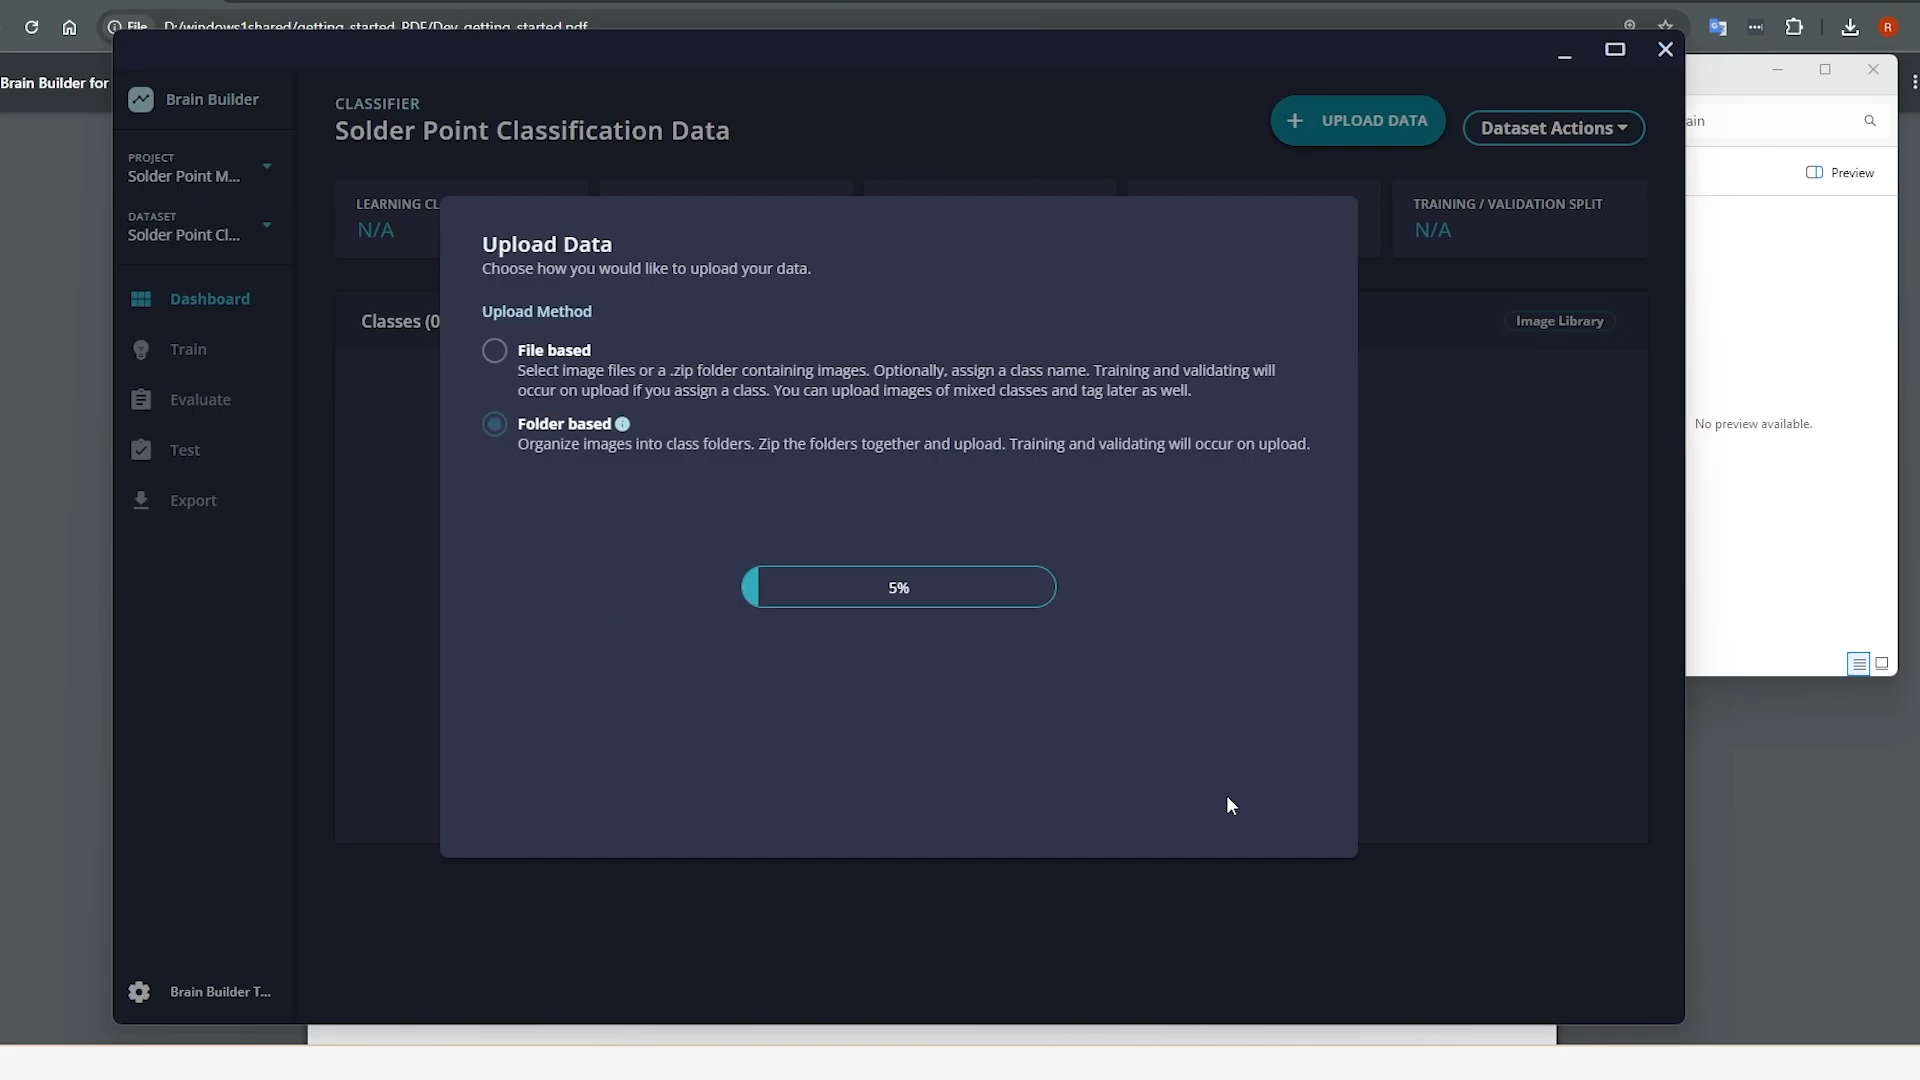 File D:/windows1shared/getting_started_PDF/Dev_getting_started.pdf
R
Brain Builder for
ain
Preview
No preview available.
Brain Builder
PROJECT
Solder Point M...
DATASET
Solder Point Cl...
Dashboard
Train
Evaluate
Test
Export
Brain Builder T...
CLASSIFIER
Solder Point Classification Data
+ UPLOAD DATA
Dataset Actions
LEARNING CL
N/A
TRAINING / VALIDATION SPLIT
N/A
Classes (0
Image Library
Upload Data
Choose how you would like to upload your data.
Upload Method
File based
Select image files or a .zip folder containing images. Optionally, assign a class name. Training and validating will
occur on upload if you assign a class. You can upload images of mixed classes and tag later as well.
Folder based
Organize images into class folders. Zip the folders together and upload. Training and validating will occur on upload.
5%